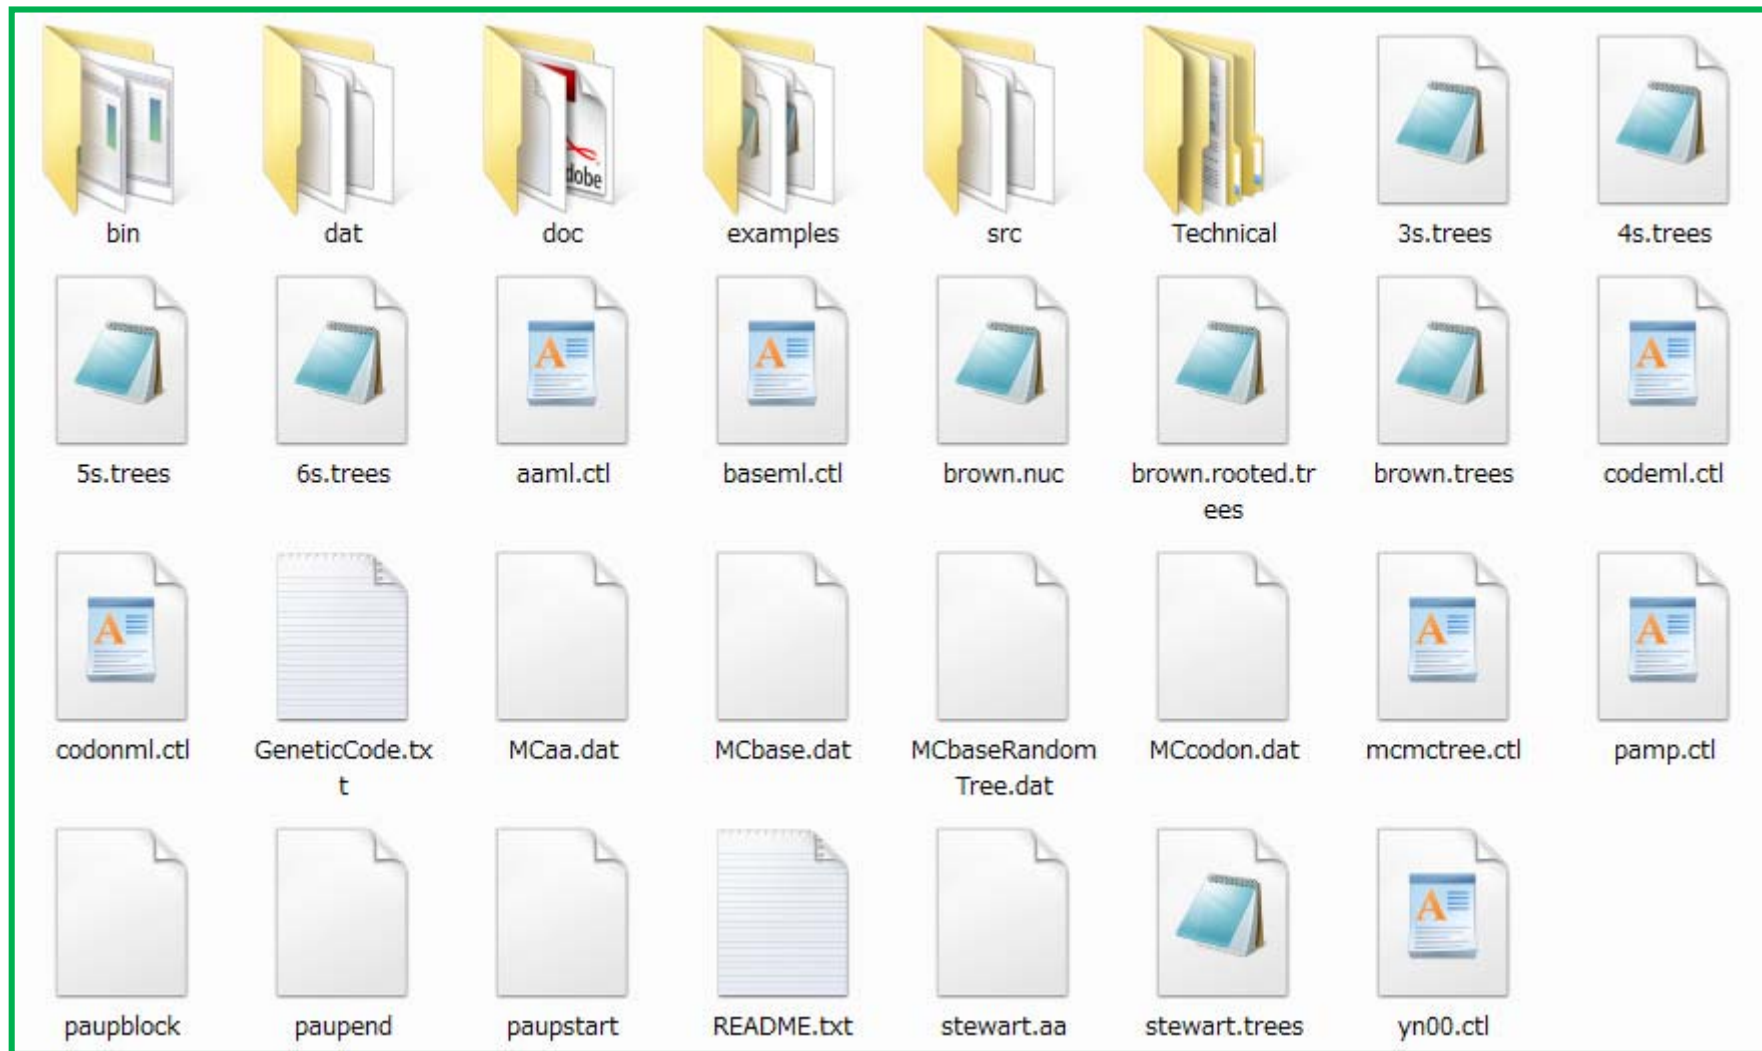 dobe
bin dat doc examples src Technical 3s.trees 4s.trees
A A A
5s.trees 6s.trees aaml.ctl baseml.ctl brown.nuc brown.rooted.tr brown.trees codeml.ctl
ees
A A A
codonml.ctl GeneticCode.tx MCaa.dat MCbase.dat MCbaseRandom MCcodon.dat mcmctree.ctl pamp.ctl
t Tree.dat
A
paupblock paupend paupstart README.txt stewart.aa stewart.trees yn00.ctl